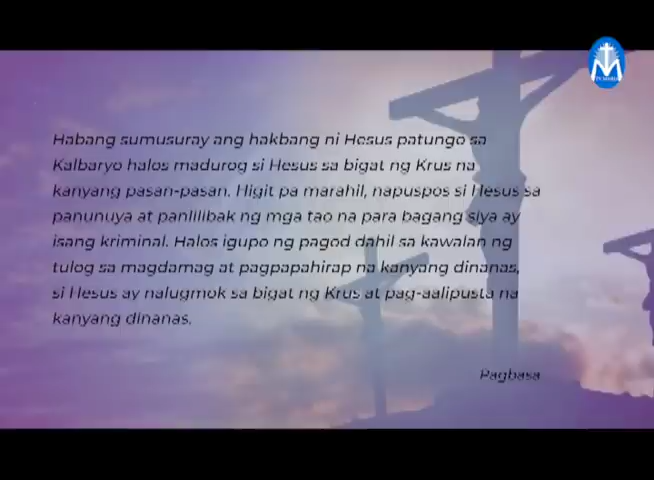 TV MARIA
Habang sumusuray ang hakbang ni Hesus patungo sa
Kalbaryo halos madurog si Hesus sa bigat ng Krus na
kanyang pasan-pasan. Higit pa marahil, napuspos si Hesus sa
panunuya at panlilibak ng mga tao na para bagang siya ay
isang kriminal. Halos igupo ng pagod dahil sa kawalan ng
tulog sa magdamag at pagpapahirap na kanyang dinanas,
si Hesus ay nalugmok sa bigat ng Krus at pag-aalipusta na
kanyang dinanas.
Pagbasa